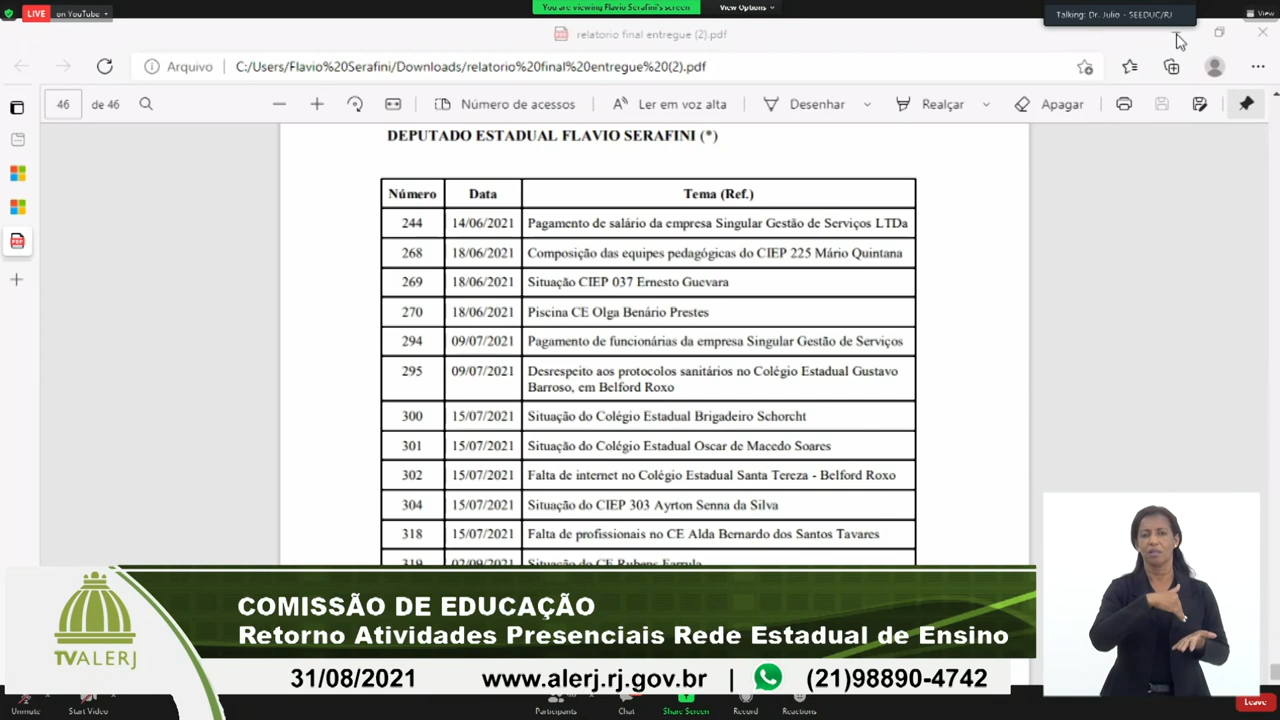 LIVE on YouTube
You are viewing Flavio Serafini's screen
View Options
Talking: Dr. Julio - SEEDUC/RJ
View
relatorio final entregue (2).pdf
Arquivo C:/Users/Flavio%20Serafini/Downloads/relatorio%20final%20entregue%20(2).pdf
46 de 46 Número de acessos Ler em voz alta Desenhar Realçar Apagar
DEPUTADO ESTADUAL FLAVIO SERAFINI (*)
Número Data Tema (Ref.)
244 14/06/2021 Pagamento de salário da empresa Singular Gestão de Serviços LTDa
268 18/06/2021 Composição das equipes pedagógicas do CIEP 225 Mário Quintana
269 18/06/2021 Situação CIEP 037 Ernesto Guevara
270 18/06/2021 Piscina CE Olga Benário Prestes
294 09/07/2021 Pagamento de funcionárias da empresa Singular Gestão de Serviços
295 09/07/2021 Desrespeito aos protocolos sanitários no Colégio Estadual Gustavo
Barroso, em Belford Roxo
300 15/07/2021 Situação do Colégio Estadual Brigadeiro Schorcht
301 15/07/2021 Situação do Colégio Estadual Oscar de Macedo Soares
302 15/07/2021 Falta de internet no Colégio Estadual Santa Tereza - Belford Roxo
304 15/07/2021 Situação do CIEP 303 Ayrton Senna da Silva
318 15/07/2021 Falta de profissionais no CE Alda Bernardo dos Santos Tavares
319 02/09/2021 Situação do CE Rubens Farrula
COMISSÃO DE EDUCAÇÃO
Retorno Atividades Presenciais Rede Estadual de Ensino
TVALERJ
31/08/2021 www.alerj.rj.gov.br | (21)98890-4742
Unmute Start Video Participants Chat Share Screen Record Reactions Leave